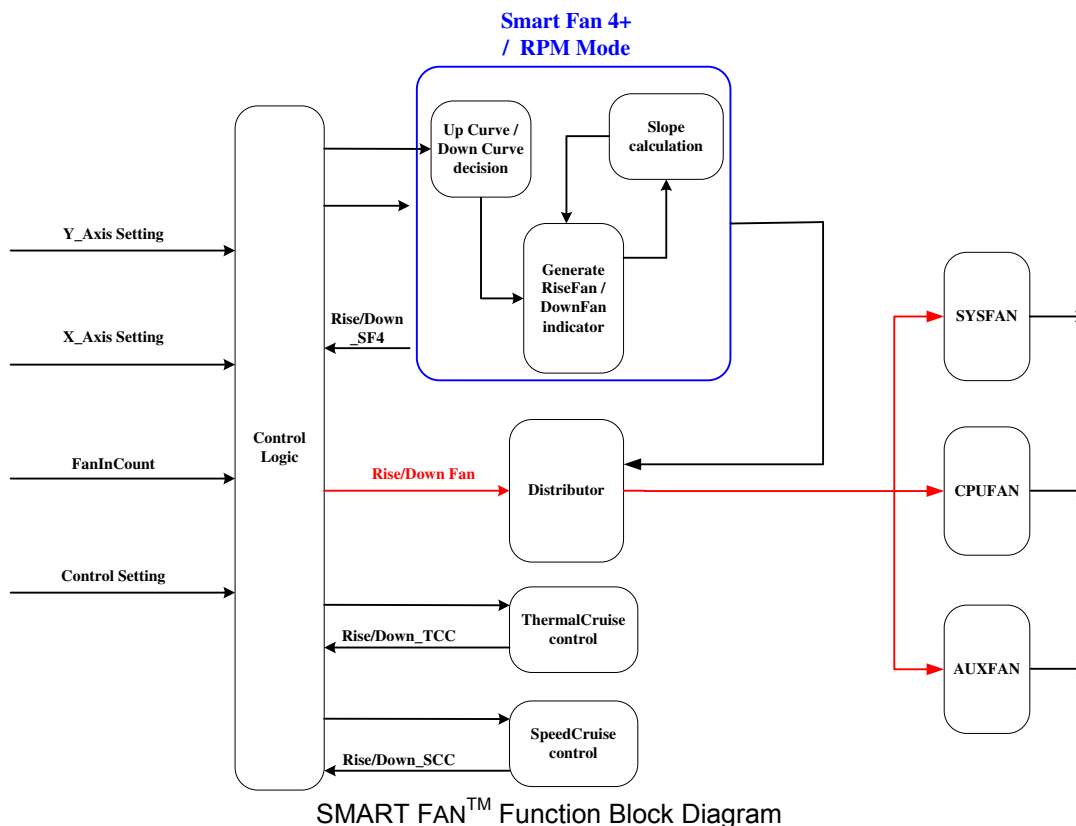 Smart Fan 4+
/ RPM Mode
Up Curve /
Down Curve
decision
Slope
calculation
Generate
RiseFan /
DownFan
indicator
Y_Axis Setting
X_Axis Setting
FanInCount
Control Setting
Control
Logic
Rise/Down
_SF4
Rise/Down Fan
Distributor
ThermalCruise
control
Rise/Down_TCC
SpeedCruise
control
Rise/Down_SCC
SYSFAN
CPUFAN
AUXFAN
SMART FAN™ Function Block Diagram